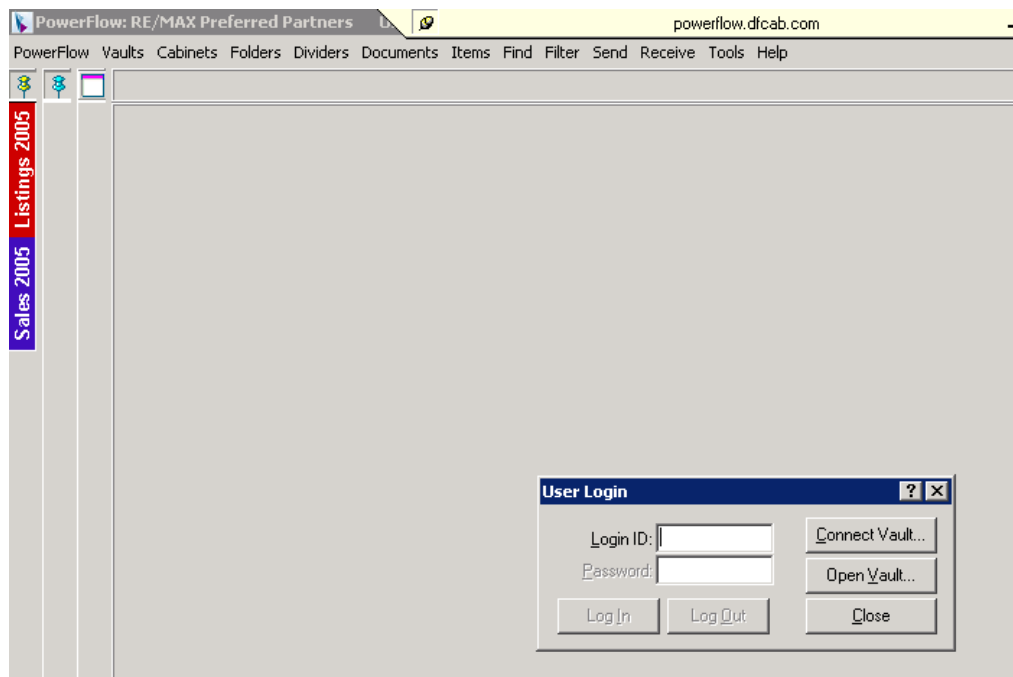 PowerFlow: RE/MAX Preferred Partners
powerflow.dfcab.com
PowerFlow Vaults Cabinets Folders Dividers Documents Items Find Filter Send Receive Tools Help
Listings 2005
Sales 2005
User Login
Login ID:
Connect Vault...
Password:
Open Vault...
Log In
Log Out
Close